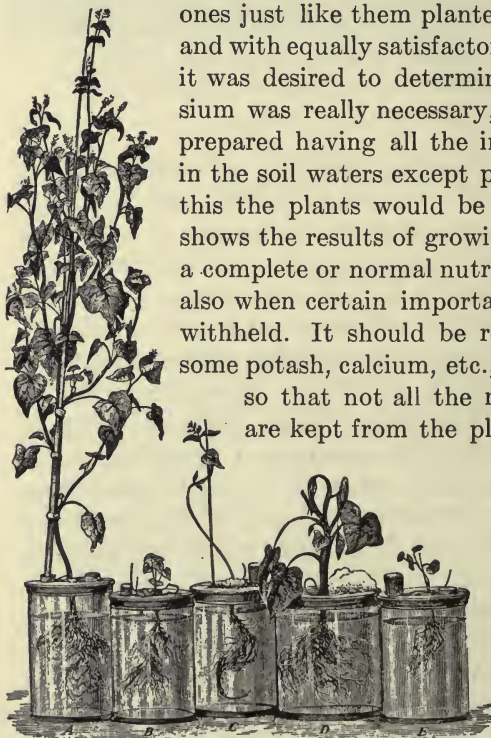 ones just like them plante
and with equally satisfactor
it was desired to determin
sium was really necessary,
prepared having all the in
in the soil waters except p
this the plants would be
shows the results of growi
a complete or normal nutr
also when certain importa
withheld. It should be r
some potash, calcium, etc.,
so that not all the n
are kept from the pl
A B C D E